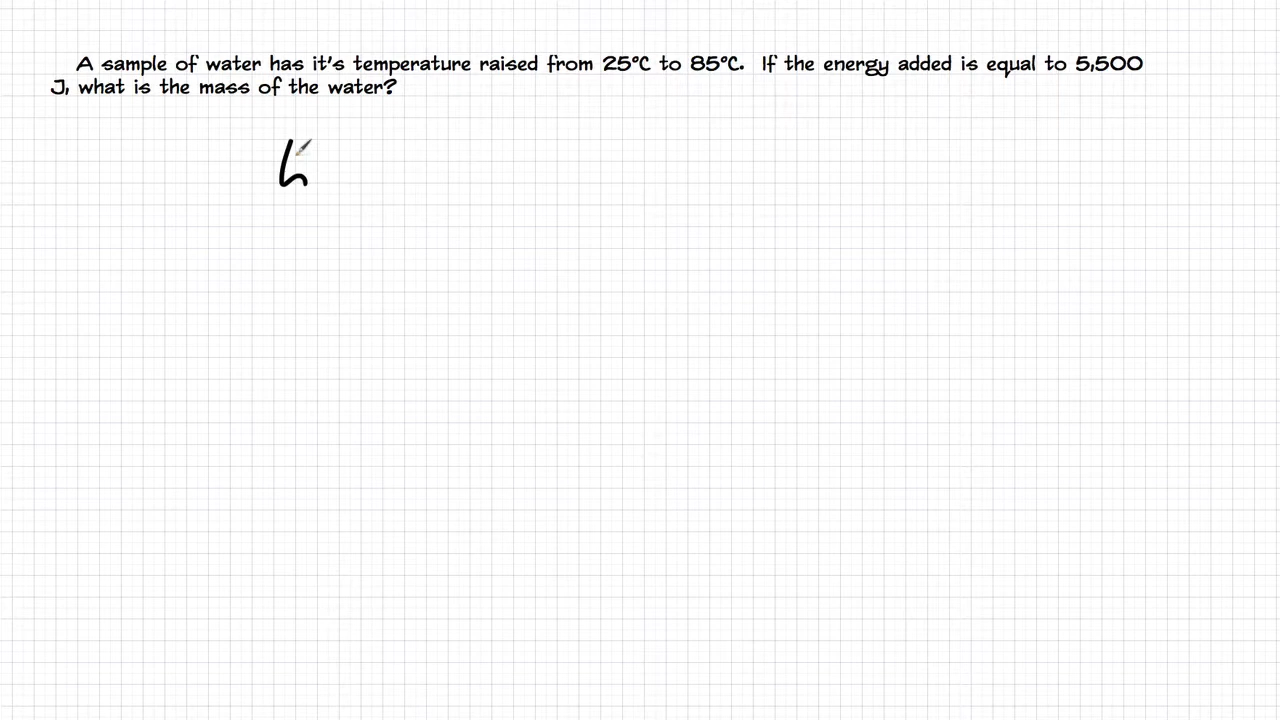 A sample of water has it's temperature raised from 25°C to 85°C. If the energy added is equal to 5,500
J, what is the mass of the water?